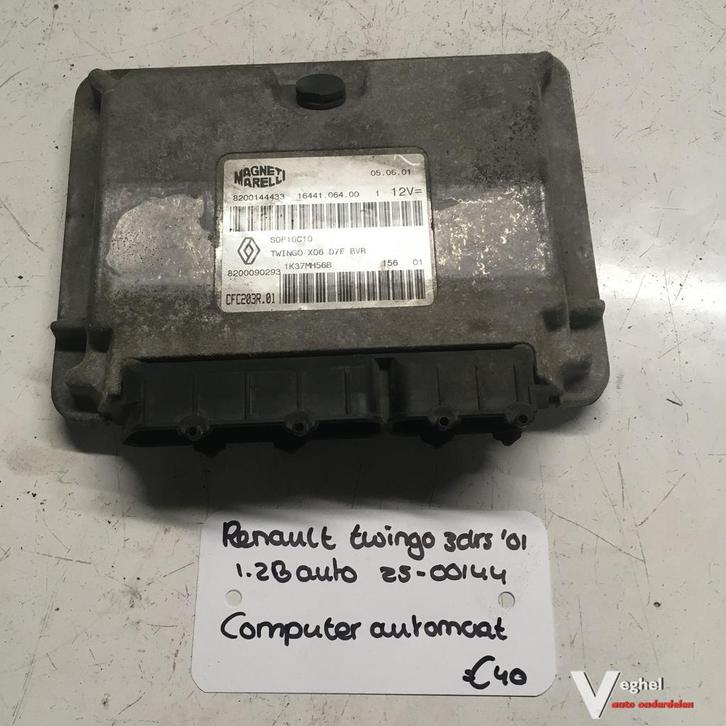 MAGNETI
MARELLI
05.06.01
8200144433 16441.064.00 1 12V=
SOP10C10
TWINGO X06 D7F BVR
8200090293
1K37MH56B 156 01
CFC203R.01
Renault twingo 3drs '01
1.2B auto 25-00144
Computer automaat
€40
Veghel
auto onderdelen